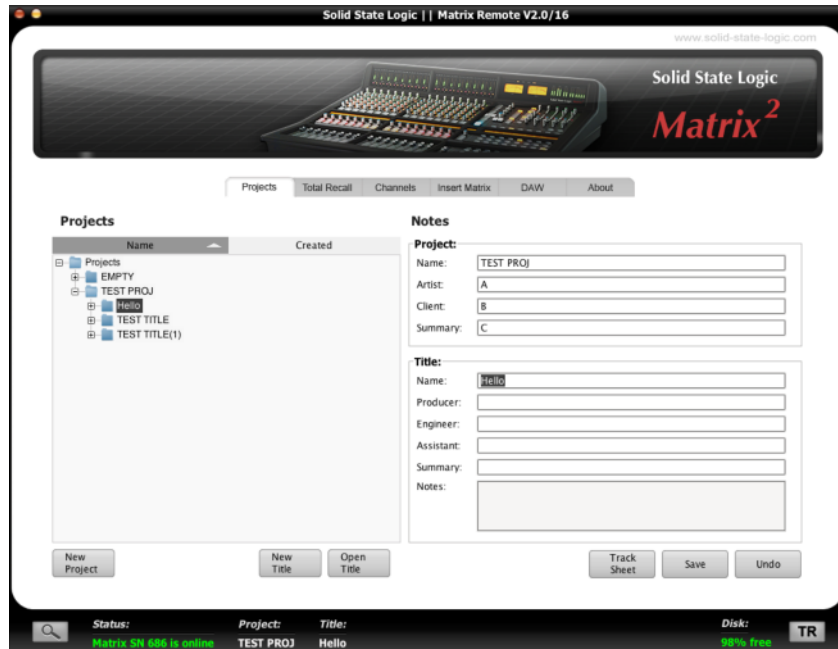 Solid State Logic || Matrix Remote V2.0/16
www.solid-state-logic.com
Solid State Logic
Matrix 2
Projects Total Recall Channels Insert Matrix DAW About
Projects
Name Created
Projects
EMPTY
TEST PROJ
Hello
TEST TITLE
TEST TITLE(1)
New Project
New Title
Open Title
Notes
Project:
Name: TEST PROJ
Artist: A
Client: B
Summary: C
Title:
Name: Hello
Producer:
Engineer:
Assistant:
Summary:
Notes:
Track Sheet
Save
Undo
Status: Project: Title: Disk:
Matrix SN 686 is online TEST PROJ Hello 98% free
TR